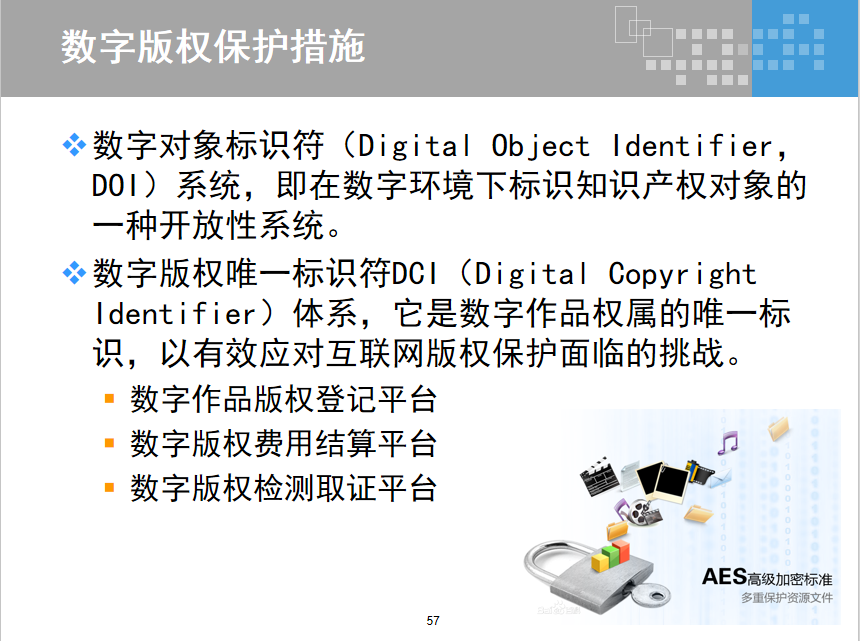 数字版权保护措施
数字对象标识符（Digital Object Identifier，
DOI）系统，即在数字环境下标识知识产权对象的
一种开放性系统。
数字版权唯一标识符DCI（Digital Copyright
Identifier）体系，它是数字作品权属的唯一标
识，以有效应对互联网版权保护面临的挑战。
数字作品版权登记平台
数字版权费用结算平台
数字版权检测取证平台
AES高级加密标准
多重保护资源文件
57